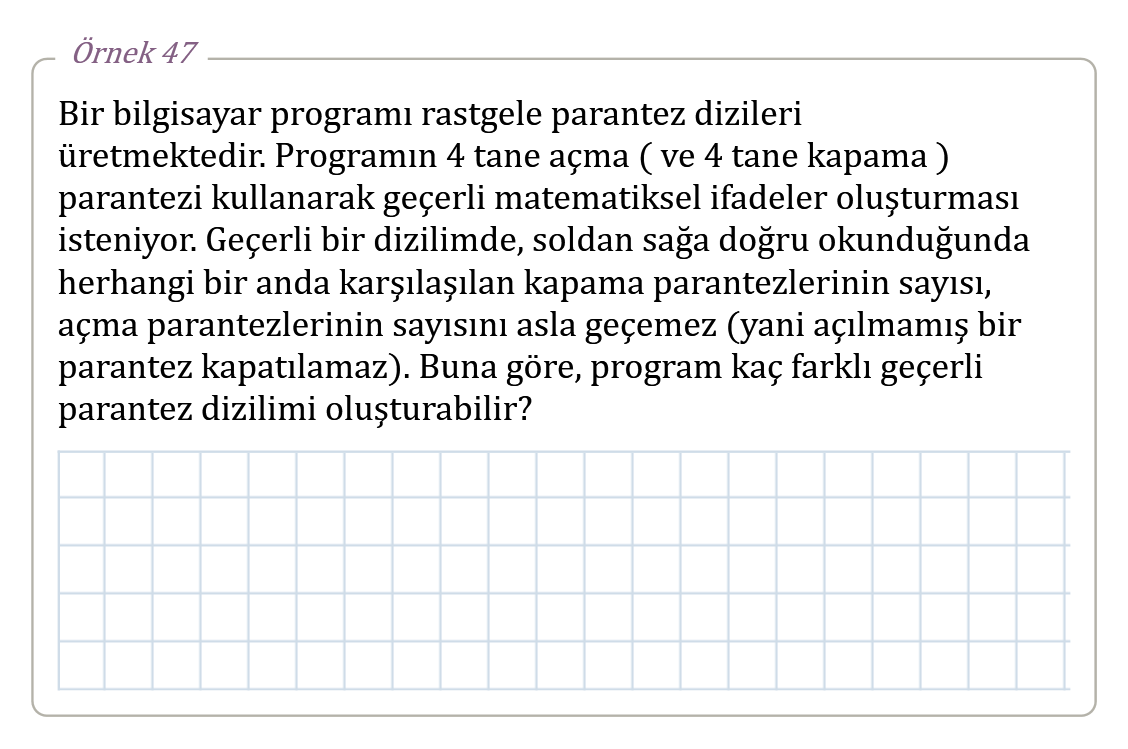 Örnek 47
Bir bilgisayar programı rastgele parantez dizileri
üretmektedir. Programın 4 tane açma ( ve 4 tane kapama )
parantezi kullanarak geçerli matematiksel ifadeler oluşturması
isteniyor. Geçerli bir dizilimde, soldan sağa doğru okunduğunda
herhangi bir anda karşılaşılan kapama parantezlerinin sayısı,
açma parantezlerinin sayısını asla geçemez (yani açılmamış bir
parantez kapatılamaz). Buna göre, program kaç farklı geçerli
parantez dizilimi oluşturabilir?